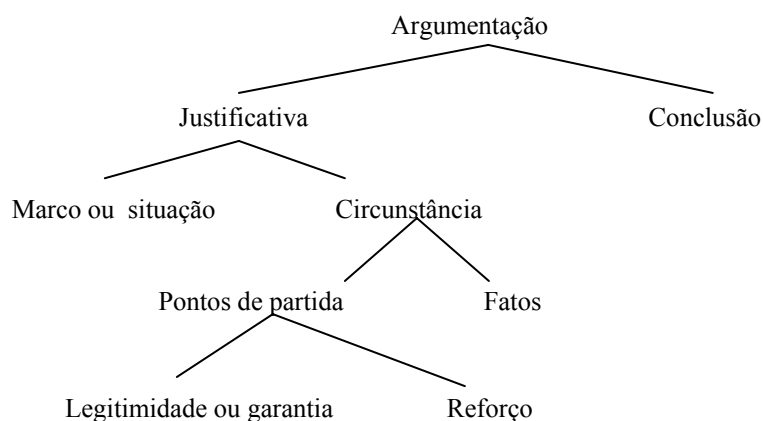 Argumentação
Justificativa Conclusão
Marco ou situação Circunstância
Pontos de partida Fatos
Legitimidade ou garantia Reforço